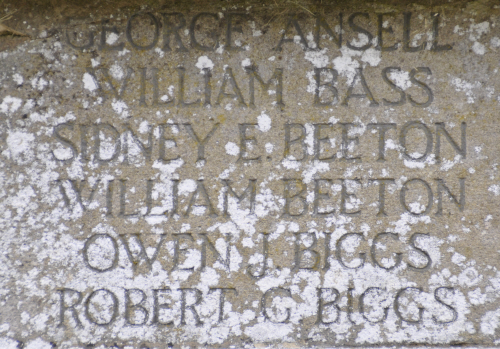 GEORGE ANSELL
WILLIAM BASS
SIDNEY E. BEETON
WILLIAM BEETON
OWEN J. BIGGS
ROBERT G BIGGS